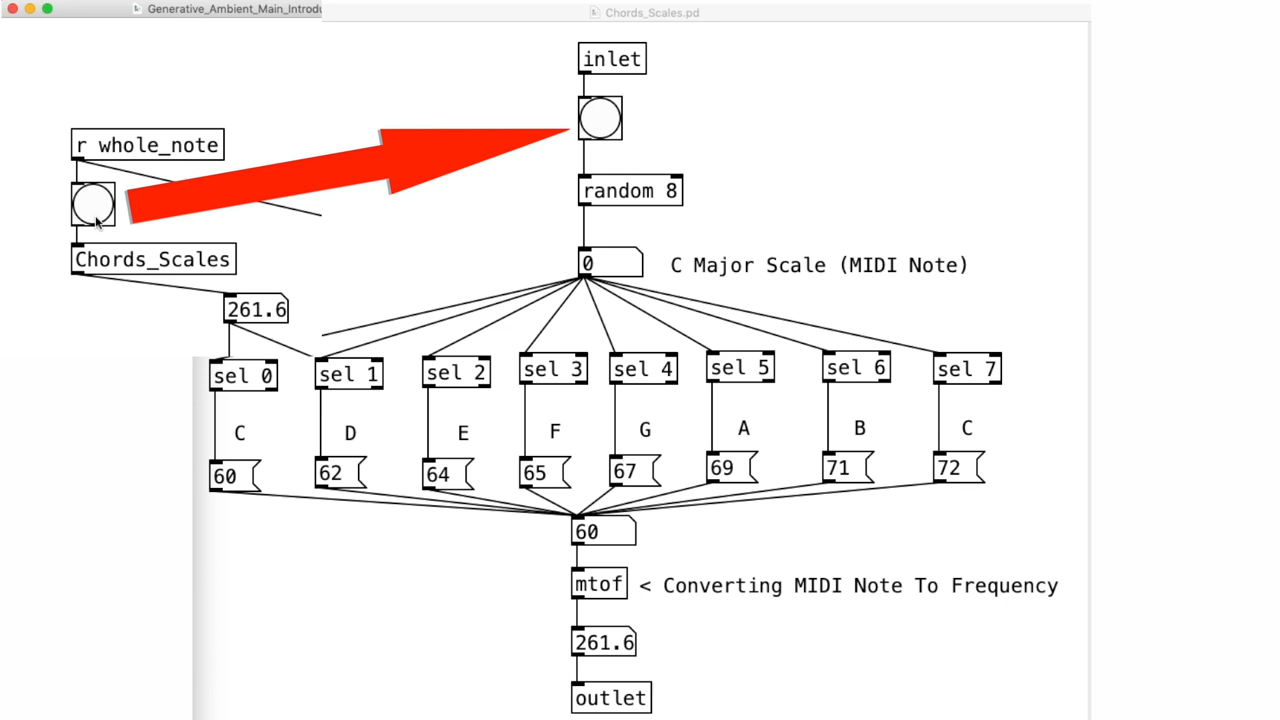 Generative_Ambient_Main_Introdu
Chords_Scales.pd
inlet
r whole_note
random 8
Chords_Scales
0
C Major Scale (MIDI Note)
261.6
sel 0
sel 1
sel 2
sel 3
sel 4
sel 5
sel 6
sel 7
C
D
E
F
G
A
B
C
60
62
64
65
67
69
71
72
60
mtof
< Converting MIDI Note To Frequency
261.6
outlet